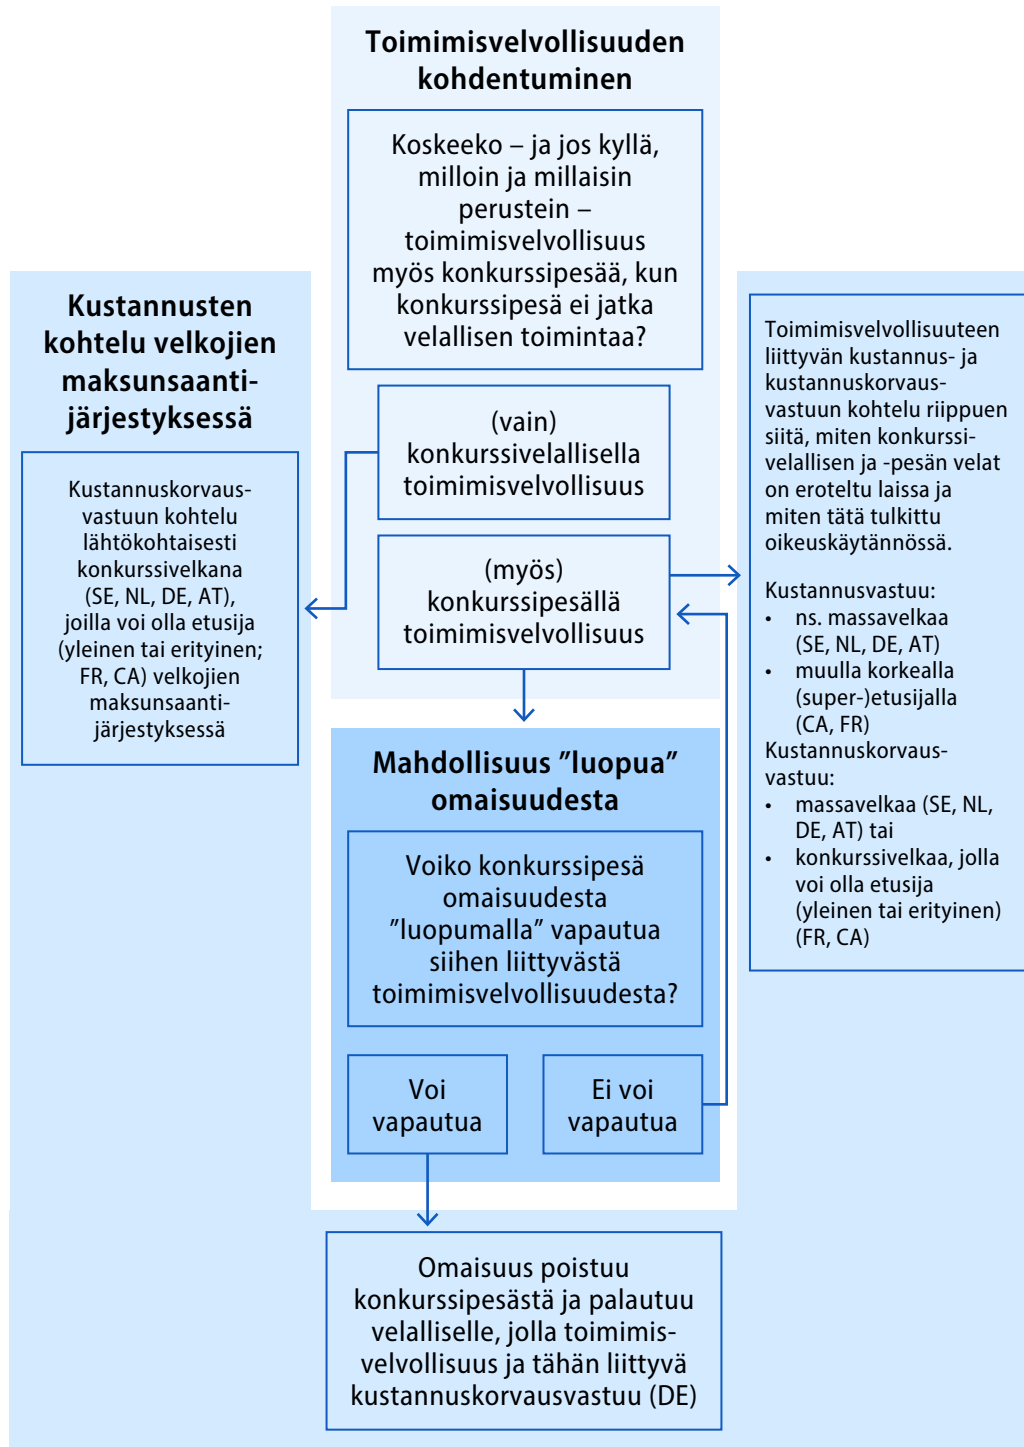 Toimimisvelvollisuuden
kohdentuminen
Koskeeko – ja jos kyllä,
milloin ja millaisin
perustein –
toimimisvelvollisuus
myös konkurssipesää, kun
konkurssipesä ei jatka
velallisen toimintaa?
(vain)
konkurssivelallisella
toimimisvelvollisuus
(myös)
konkurssipesällä
toimimisvelvollisuus
Kustannusten
kohtelu velkojien
maksunsaanti-
järjestyksessä
Kustannuskorvaus-
vastuun kohtelu
lähtökohtaisesti
konkurssivelkana
(SE, NL, DE, AT),
joilla voi olla etusija
(yleinen tai erityinen;
FR, CA) velkojien
maksunsaanti-
järjestyksessä
Toimimisvelvollisuuteen
liittyvän kustannus- ja
kustannuskorvaus-
vastuun kohtelu riippuen
siitä, miten konkurssi-
velallisen ja -pesän velat
on eroteltu laissa ja
miten tätä tulkittu
oikeuskäytännössä.
Kustannusvastuu:
• ns. massavelkaa
(SE, NL, DE, AT)
• muulla korkealla
(super-)etusijalla
(CA, FR)
Kustannuskorvaus-
vastuu:
• massavelkaa (SE, NL,
DE, AT) tai
• konkurssivelkaa, jolla
voi olla etusija
(yleinen tai erityinen)
(FR, CA)
Mahdollisuus ”luopua”
omaisuudesta
Voiko konkurssipesä
omaisuudesta
”luopumalla” vapautua
siihen liittyvästä
toimimisvelvollisuudesta?
Voi
vapautua
Ei voi
vapautua
Omaisuus poistuu
konkurssipesästä ja palautuu
velalliselle, jolla toimimis-
velvollisuus ja tähän liittyvä
kustannuskorvausvastuu (DE)